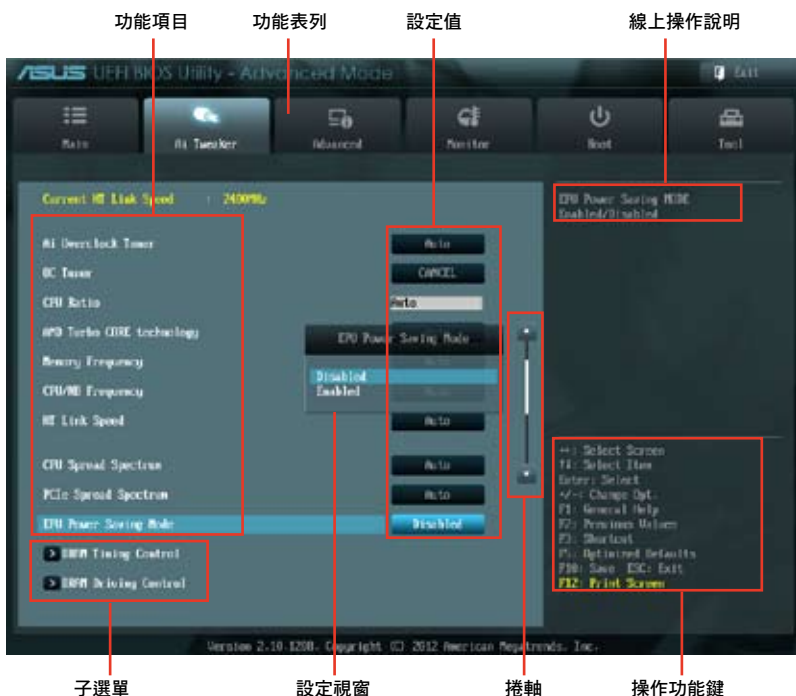 功能項目
功能表列
設定值
線上操作說明
ASUS UEFI BIOS Utility - Advanced Mode
Exit
Main
Ai Tweaker
Advanced
Monitor
Boot
Tool
Current HT Link Speed : 2400MHz
EPU Power Saving MODE
Enabled/Disabled
Ai Overclock Tuner
Auto
OC Tuner
CANCEL
CPU Ratio
Auto
AMD Turbo CORE technology
EPU Power Saving Mode
Memory Frequency
Disabled
CPU/NB Frequency
Enabled
HT Link Speed
Auto
CPU Spread Spectrum
Auto
PCIe Spread Spectrum
Auto
EPU Power Saving Mode
Disabled
> DRAM Timing Control
> DRAM Driving Control
→←: Select Screen
↑↓: Select Item
Enter: Select
+/-: Change Opt.
F1: General Help
F2: Previous Values
F3: Shortcut
F5: Optimized Defaults
F10: Save ESC: Exit
F12: Print Screen
Version 2.10.1208. Copyright (C) 2012 American Megatrends, Inc.
子選單
設定視窗
捲軸
操作功能鍵